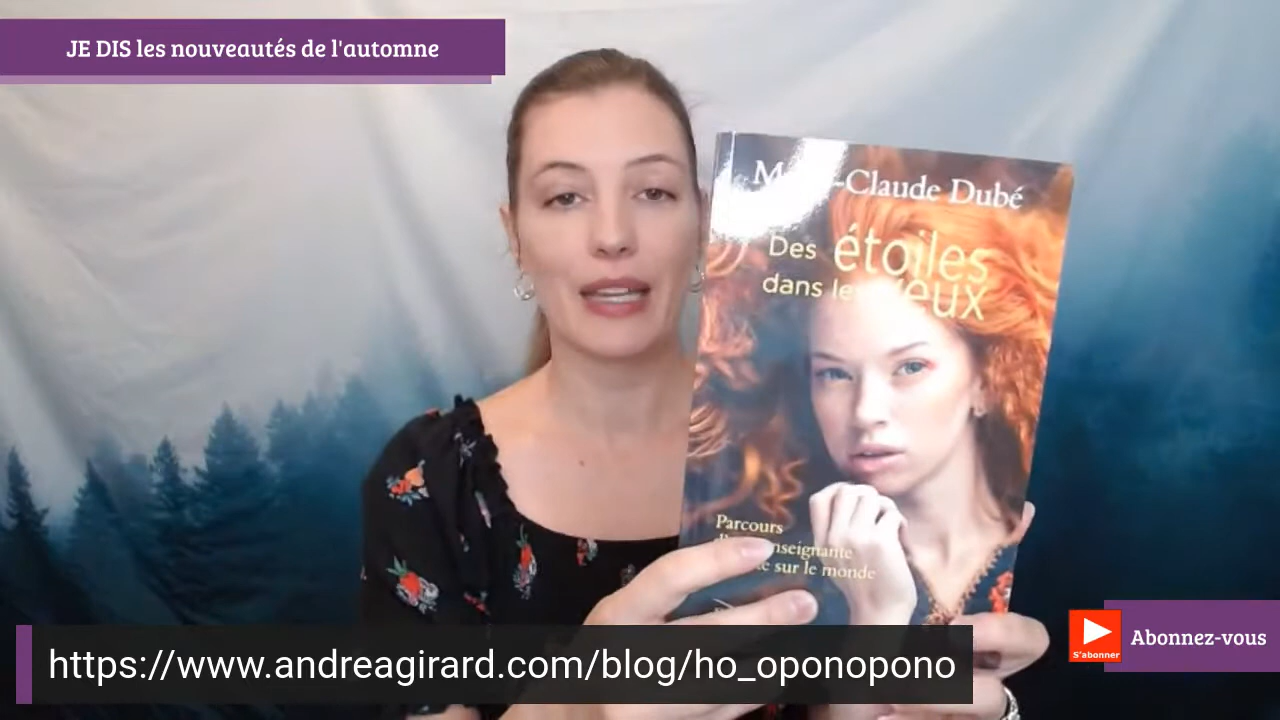 JE DIS les nouveautés de l'automne
-Claude Dubé
Des étoiles
dans
Parcours
sur le monde
https://www.andreagirard.com/blog/ho_oponopono
S'abonner
Abonnez-vous